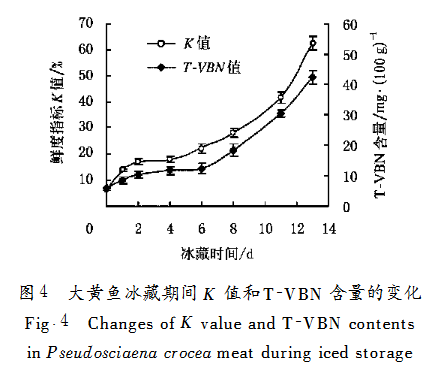 70
60
50
40
30
20
10
0
鲜度指标K值/%
K 值
T-VBN值
60
50
40
30
20
10
0
T-VBN 含量/mg·(100 g)⁻¹
0 2 4 6 8 10 12 14
冰藏时间/d
图4 大黄鱼冰藏期间 K 值和T-VBN 含量的变化
Fig·4 Changes of K value and T-VBN contents
in Pseudosciaena crocea meat during iced storage